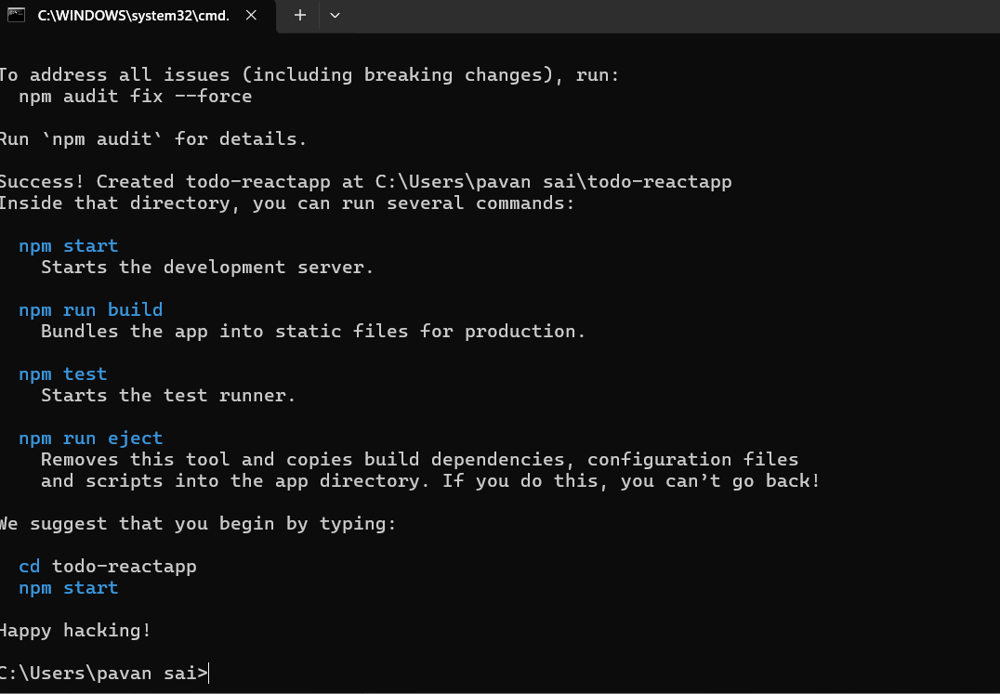 C:\WINDOWS\system32\cmd.
To address all issues (including breaking changes), run:
npm audit fix --force
Run `npm audit` for details.
Success! Created todo-reactapp at C:\Users\pavan sai\todo-reactapp
Inside that directory, you can run several commands:
npm start
Starts the development server.
npm run build
Bundles the app into static files for production.
npm test
Starts the test runner.
npm run eject
Removes this tool and copies build dependencies, configuration files
and scripts into the app directory. If you do this, you can’t go back!
We suggest that you begin by typing:
cd todo-reactapp
npm start
Happy hacking!
C:\Users\pavan sai>